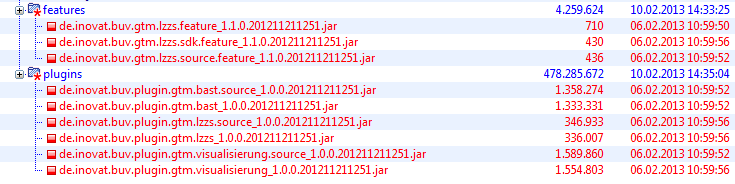 features 4.259.624 10.02.2013 14:33:25
de.inovat.buv.gtm.lzzs.feature_1.1.0.201211211251.jar 710 06.02.2013 10:59:50
de.inovat.buv.gtm.lzzs.sdk.feature_1.1.0.201211211251.jar 430 06.02.2013 10:59:56
de.inovat.buv.gtm.lzzs.source.feature_1.1.0.201211211251.jar 436 06.02.2013 10:59:52
plugins 478.285.672 10.02.2013 14:35:04
de.inovat.buv.plugin.gtm.bast.source_1.0.0.201211211251.jar 1.358.274 06.02.2013 10:59:52
de.inovat.buv.plugin.gtm.bast_1.0.0.201211211251.jar 1.333.331 06.02.2013 10:59:52
de.inovat.buv.plugin.gtm.lzzs.source_1.0.0.201211211251.jar 346.933 06.02.2013 10:59:56
de.inovat.buv.plugin.gtm.lzzs_1.0.0.201211211251.jar 336.007 06.02.2013 10:59:56
de.inovat.buv.plugin.gtm.visualisierung.source_1.0.0.201211211251.jar 1.589.860 06.02.2013 10:59:52
de.inovat.buv.plugin.gtm.visualisierung_1.0.0.201211211251.jar 1.554.803 06.02.2013 10:59:56